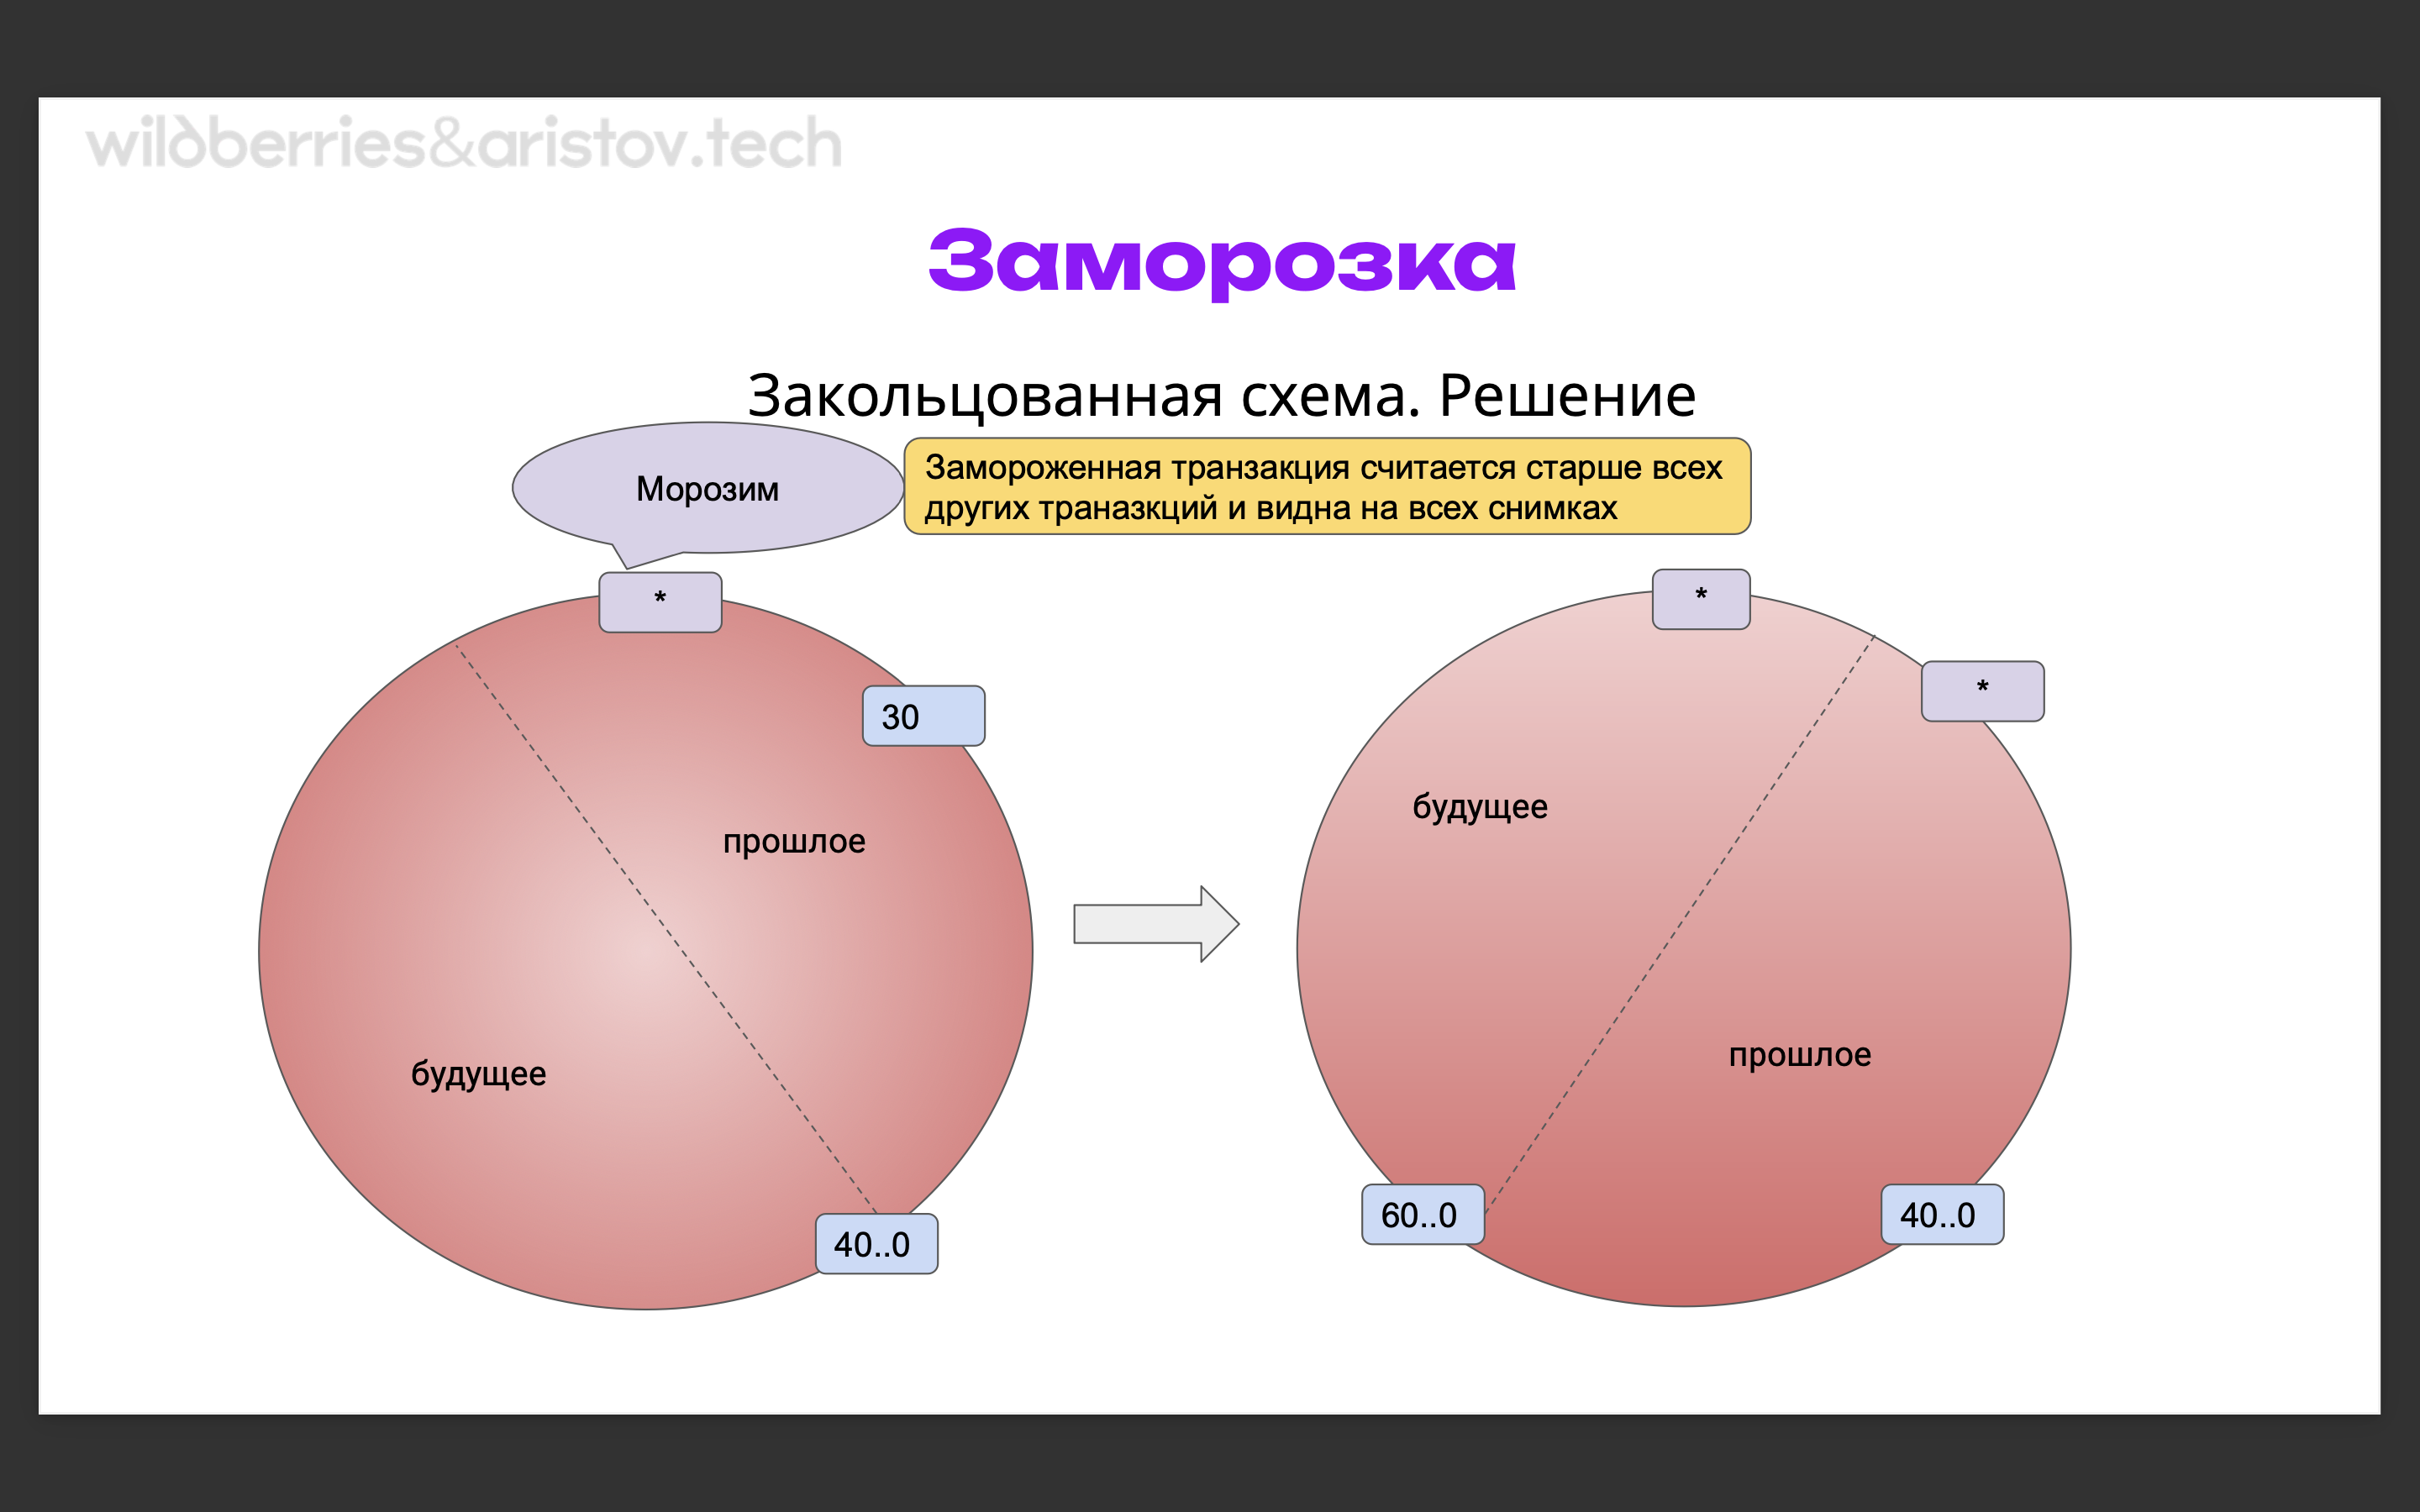 wildberries&aristov.tech
Заморозка
Закольцованная схема. Решение
Морозим
Замороженная транзакция считается старше всех
других траназкций и видна на всех снимках
*
30
прошлое
будущее
40..0
*
*
будущее
прошлое
60..0
40..0